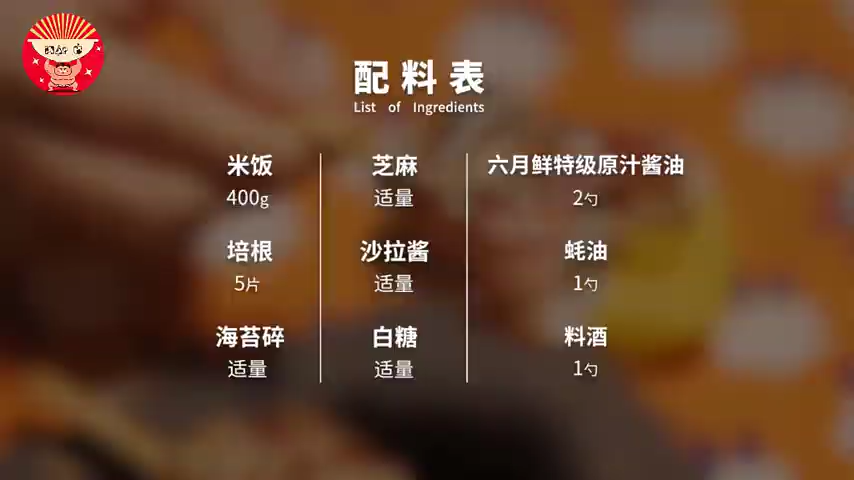 配料表
List of Ingredients
米饭
400g
芝麻
适量
六月鲜特级原汁酱油
2勺
培根
5片
沙拉酱
适量
蚝油
1勺
海苔碎
适量
白糖
适量
料酒
1勺